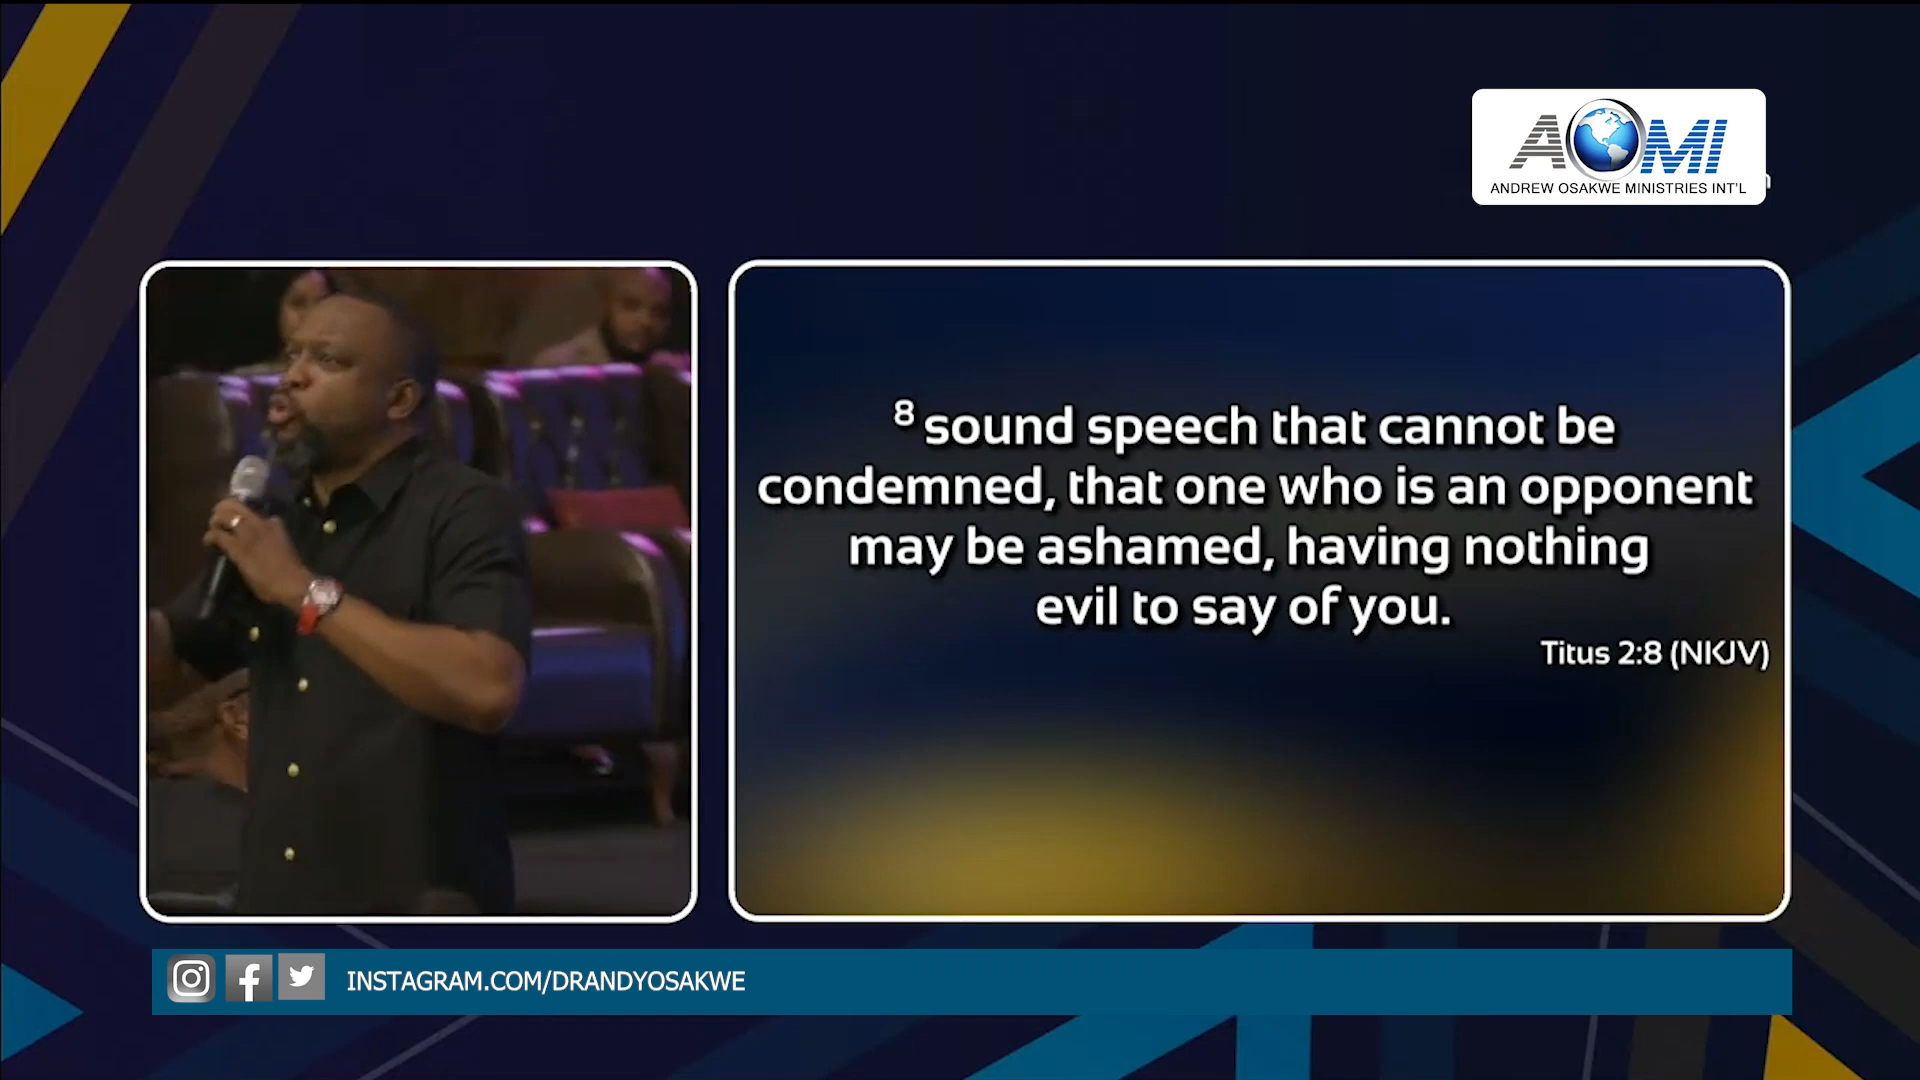 AOMI
ANDREW OSAKWE MINISTRIES INT'L
8 sound speech that cannot be
condemned, that one who is an opponent
may be ashamed, having nothing
evil to say of you.
Titus 2:8 (NKJV)
INSTAGRAM.COM/DRANDYOSAKWE